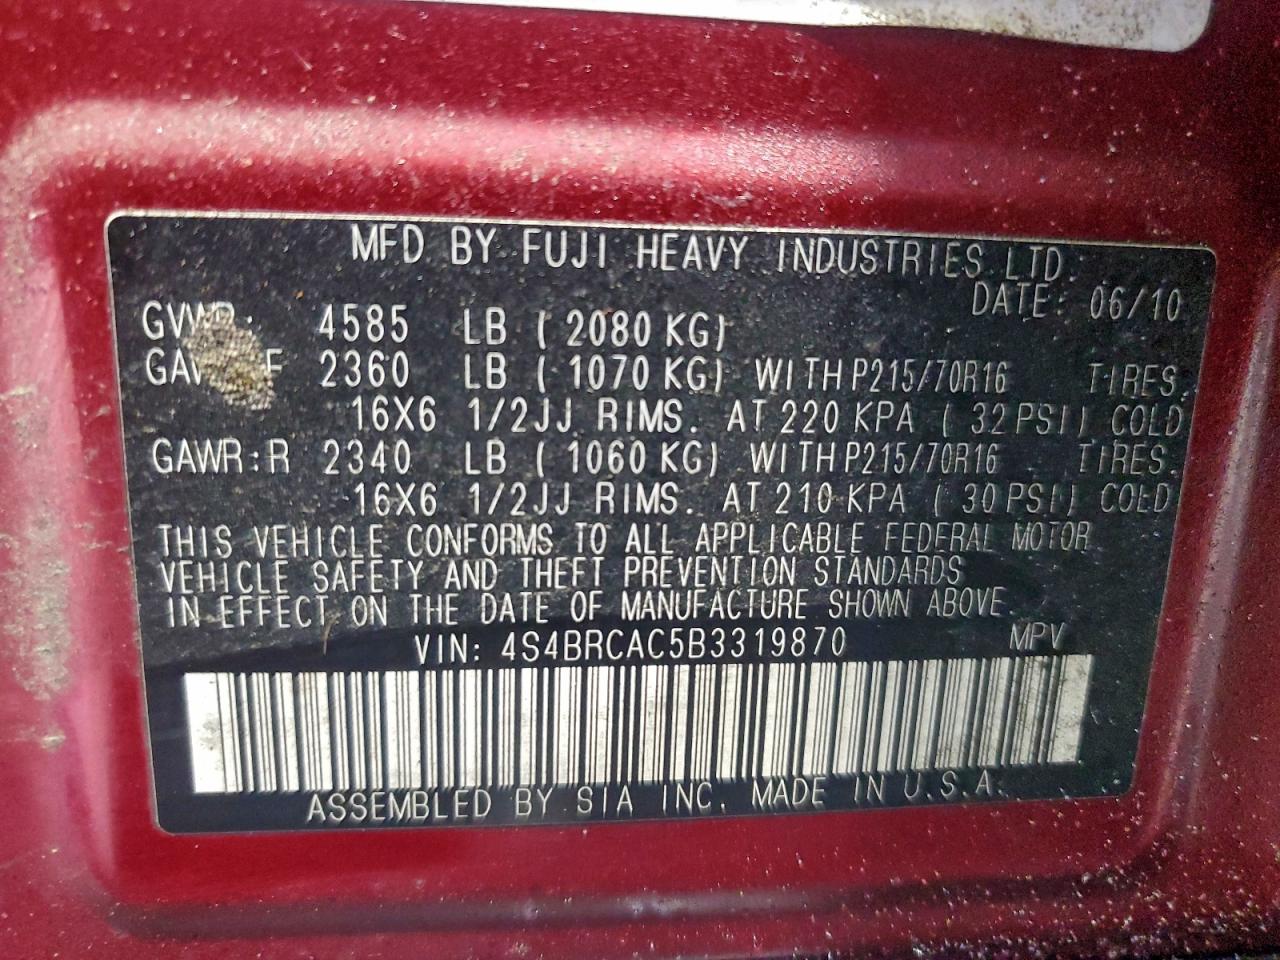 MFD BY FUJI HEAVY INDUSTRIES LTD.
DATE: 06/10
GVWR: 4585 LB ( 2080 KG)
2360 LB ( 1070 KG) WITH P215/70R16 TIRES.
16X6 1/2JJ RIMS. AT 220 KPA ( 32 PSI) COLD
GAWR:R 2340 LB ( 1060 KG) WITH P215/70R16 TIRES.
16X6 1/2JJ RIMS. AT 210 KPA ( 30 PSI) COLD
THIS VEHICLE CONFORMS TO ALL APPLICABLE FEDERAL MOTOR
VEHICLE SAFETY AND THEFT PREVENTION STANDARDS
IN EFFECT ON THE DATE OF MANUFACTURE SHOWN ABOVE.
VIN: 4S4BRCAC5B3319870 MPV
ASSEMBLED BY SIA INC. MADE IN U.S.A.